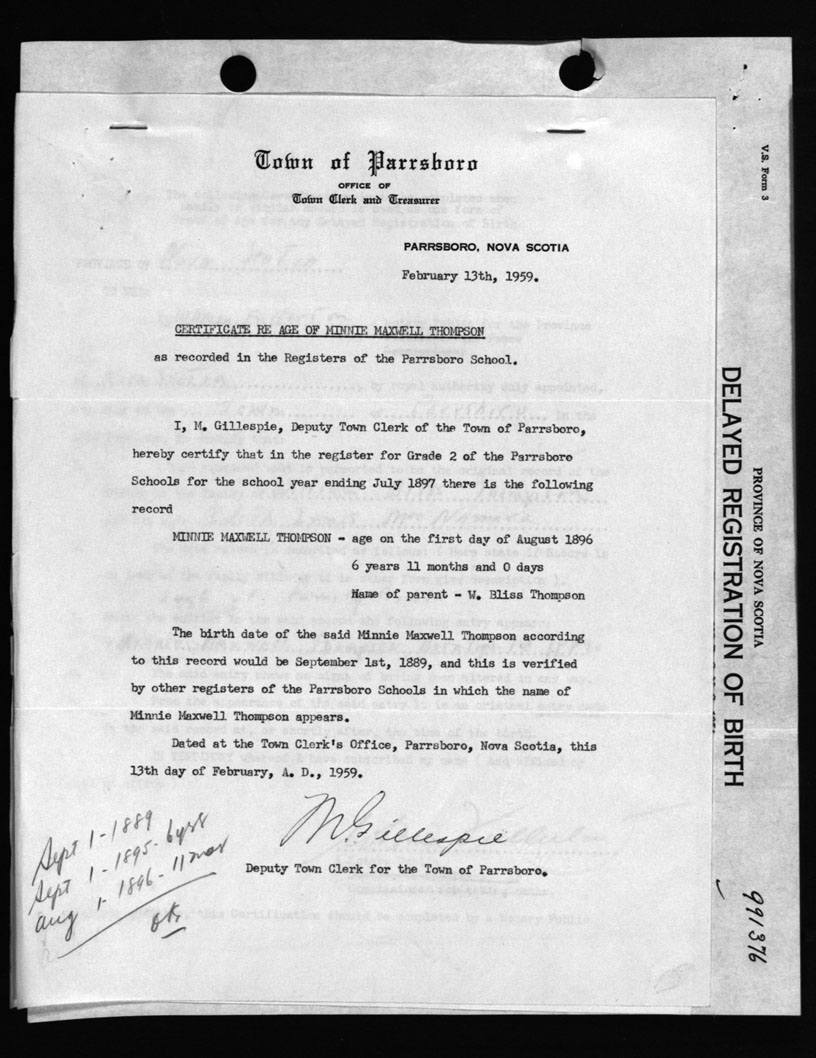 Town of Parrsboro
OFFICE OF
Town Clerk and Treasurer
PARRSBORO, NOVA SCOTIA
February 13th, 1959.
CERTIFICATE RE AGE OF MINNIE MAXWELL THOMPSON
as recorded in the Registers of the Parrsboro School.
I, M. Gillespie, Deputy Town Clerk of the Town of Parrsboro,
hereby certify that in the register for Grade 2 of the Parrsboro
Schools for the school year ending July 1897 there is the following
record
MINNIE MAXWELL THOMPSON - age on the first day of August 1896
6 years 11 months and 0 days
Name of parent - W. Bliss Thompson
The birth date of the said Minnie Maxwell Thompson according
to this record would be September 1st, 1889, and this is verified
by other registers of the Parrsboro Schools in which the name of
Minnie Maxwell Thompson appears.
Dated at the Town Clerk's Office, Parrsboro, Nova Scotia, this
13th day of February, A. D., 1959.
M. Gillespie
Deputy Town Clerk for the Town of Parrsboro.
Sept 1-1889
Sept 1-1895- 6 yrs
Aug 1-1896- 11 mos
ok
V.S. Form 3
PROVINCE OF NOVA SCOTIA
DELAYED REGISTRATION OF BIRTH
991376